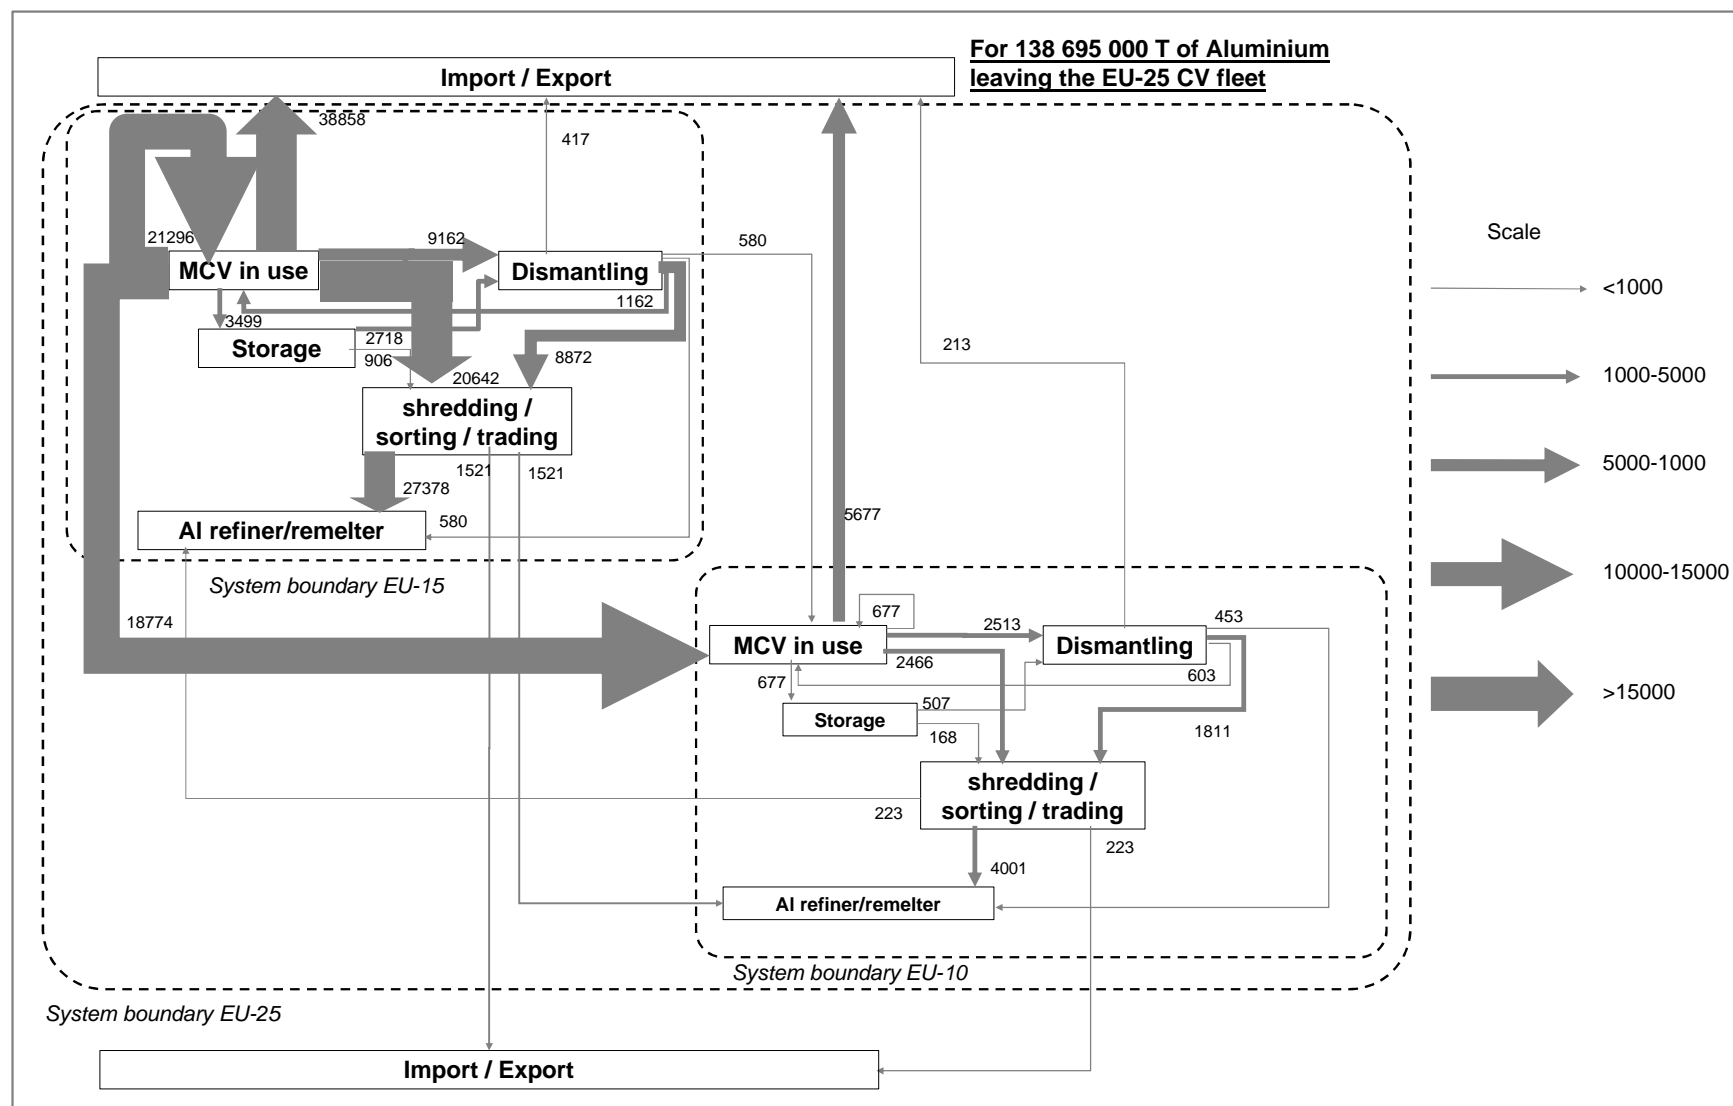 For 138 695 000 T of Aluminium
leaving the EU-25 CV fleet
Import / Export
38858
417
21296
9162
580
Scale
MCV in use
Dismantling
<1000
1162
3499
2718
Storage
906
8872
213
20642
1000-5000
shredding /
sorting / trading
1521
1521
27378
5000-1000
Al refiner/remelter
580
5677
10000-15000
System boundary EU-15
18774
677
2513
453
MCV in use
Dismantling
2466
677
603
>15000
507
Storage
168
1811
shredding /
sorting / trading
223
223
4001
Al refiner/remelter
System boundary EU-10
System boundary EU-25
Import / Export